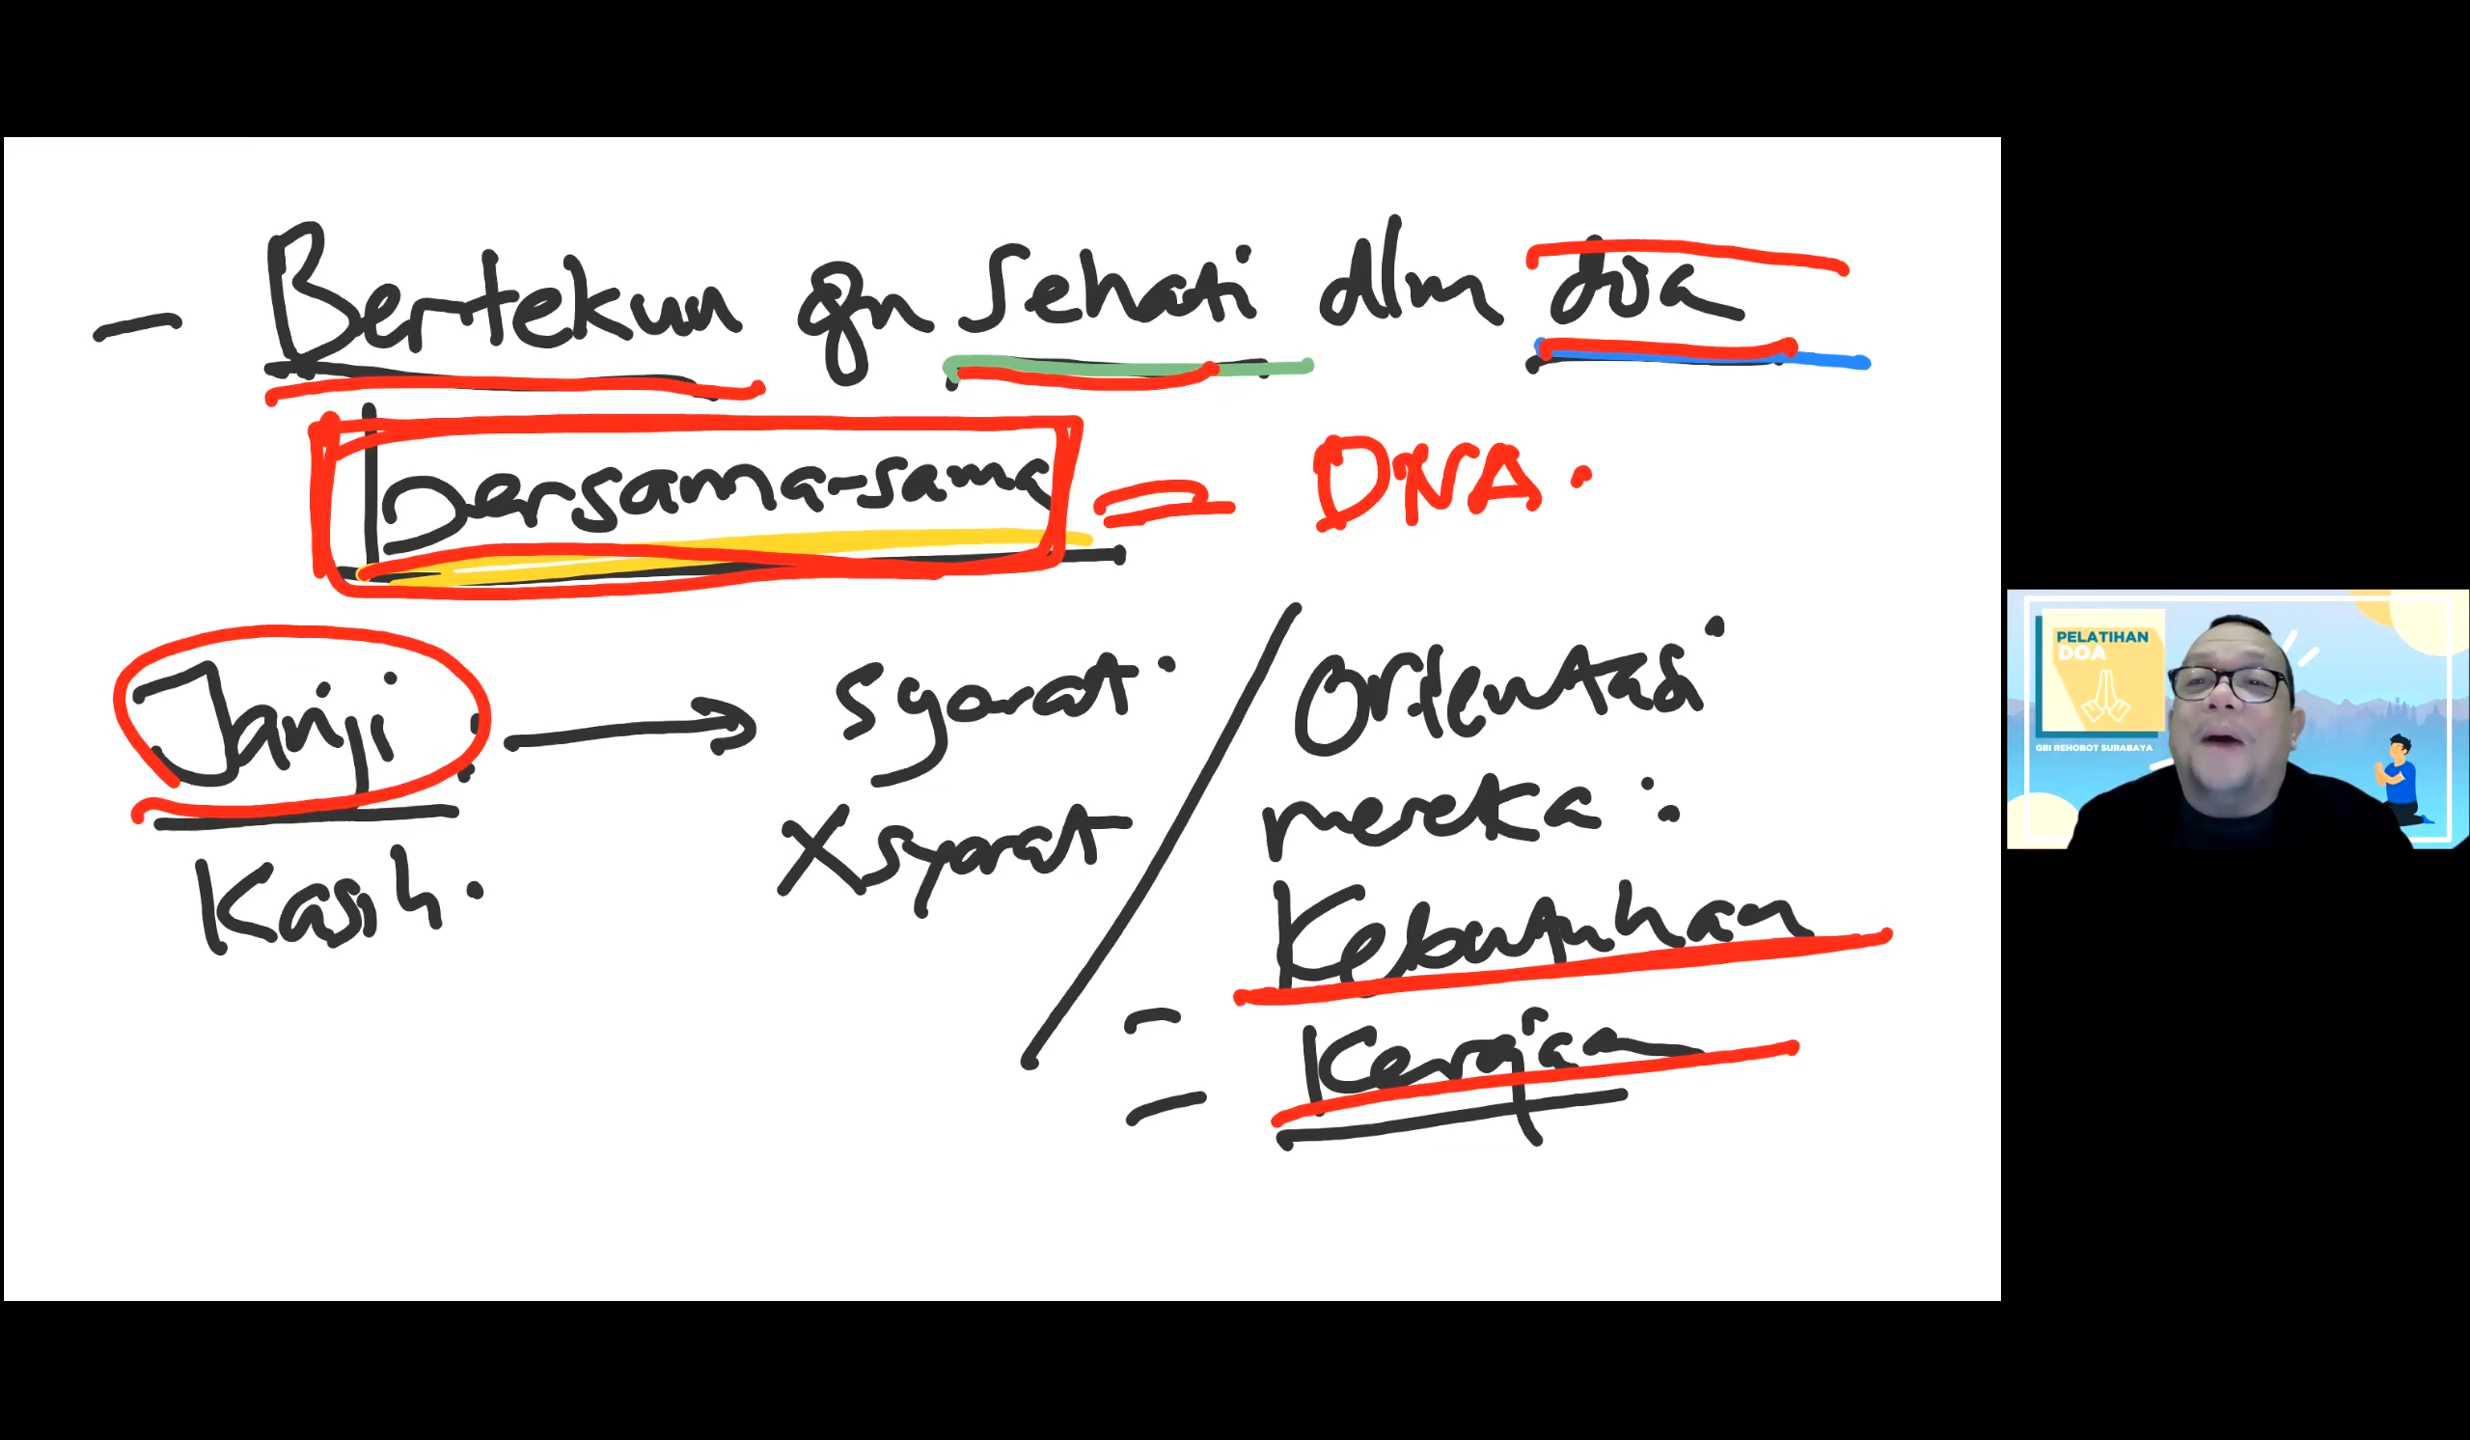 - Bertekun gn Sehati dlm doa
bersama-sama = DNA.
Janji: → Syarat.
X syarat
Kasih.
Orientasi
mereka:
- Kebutuhan
- Kerajaan
PELATIHAN
DOA
GBI REHOBOT SURABAYA